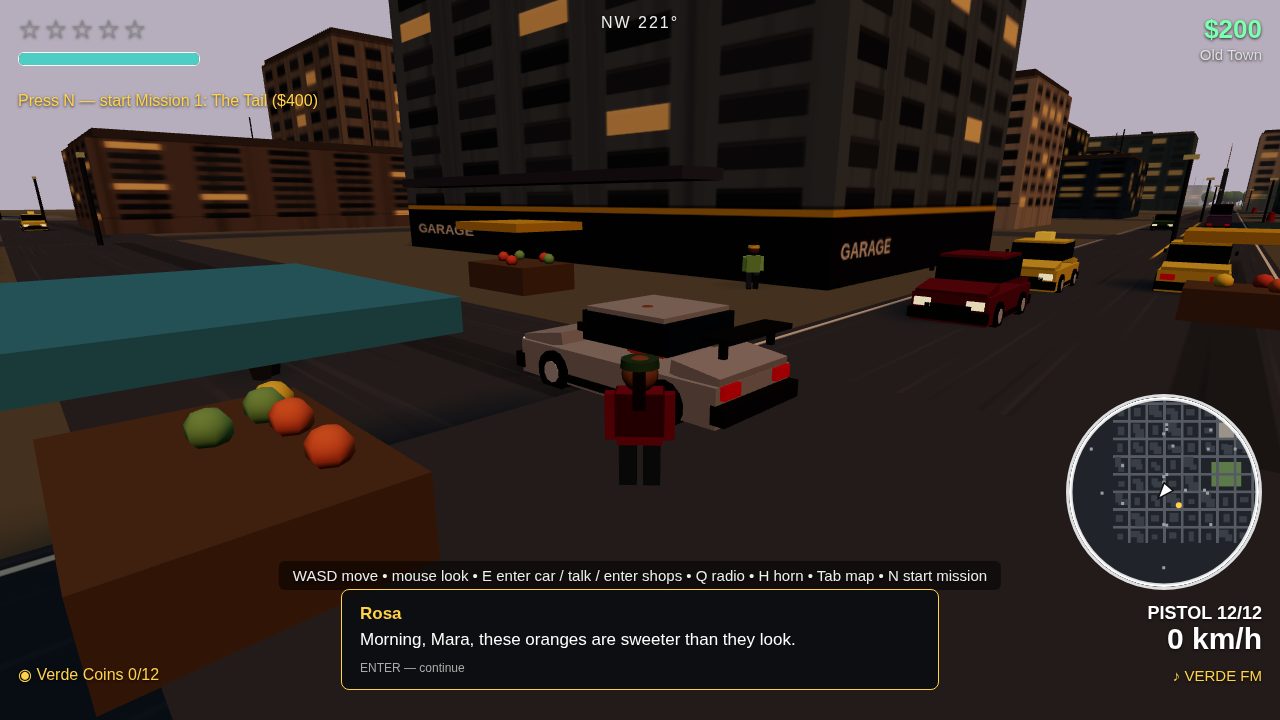 NW 221°
$200
Old Town
Press N — start Mission 1: The Tail ($400)
GARAGE
GARAGE
WASD move • mouse look • E enter car / talk / enter shops • Q radio • H horn • Tab map • N start mission
Rosa
Morning, Mara, these oranges are sweeter than they look.
ENTER — continue
PISTOL 12/12
0 km/h
◉ Verde Coins 0/12
♪ VERDE FM